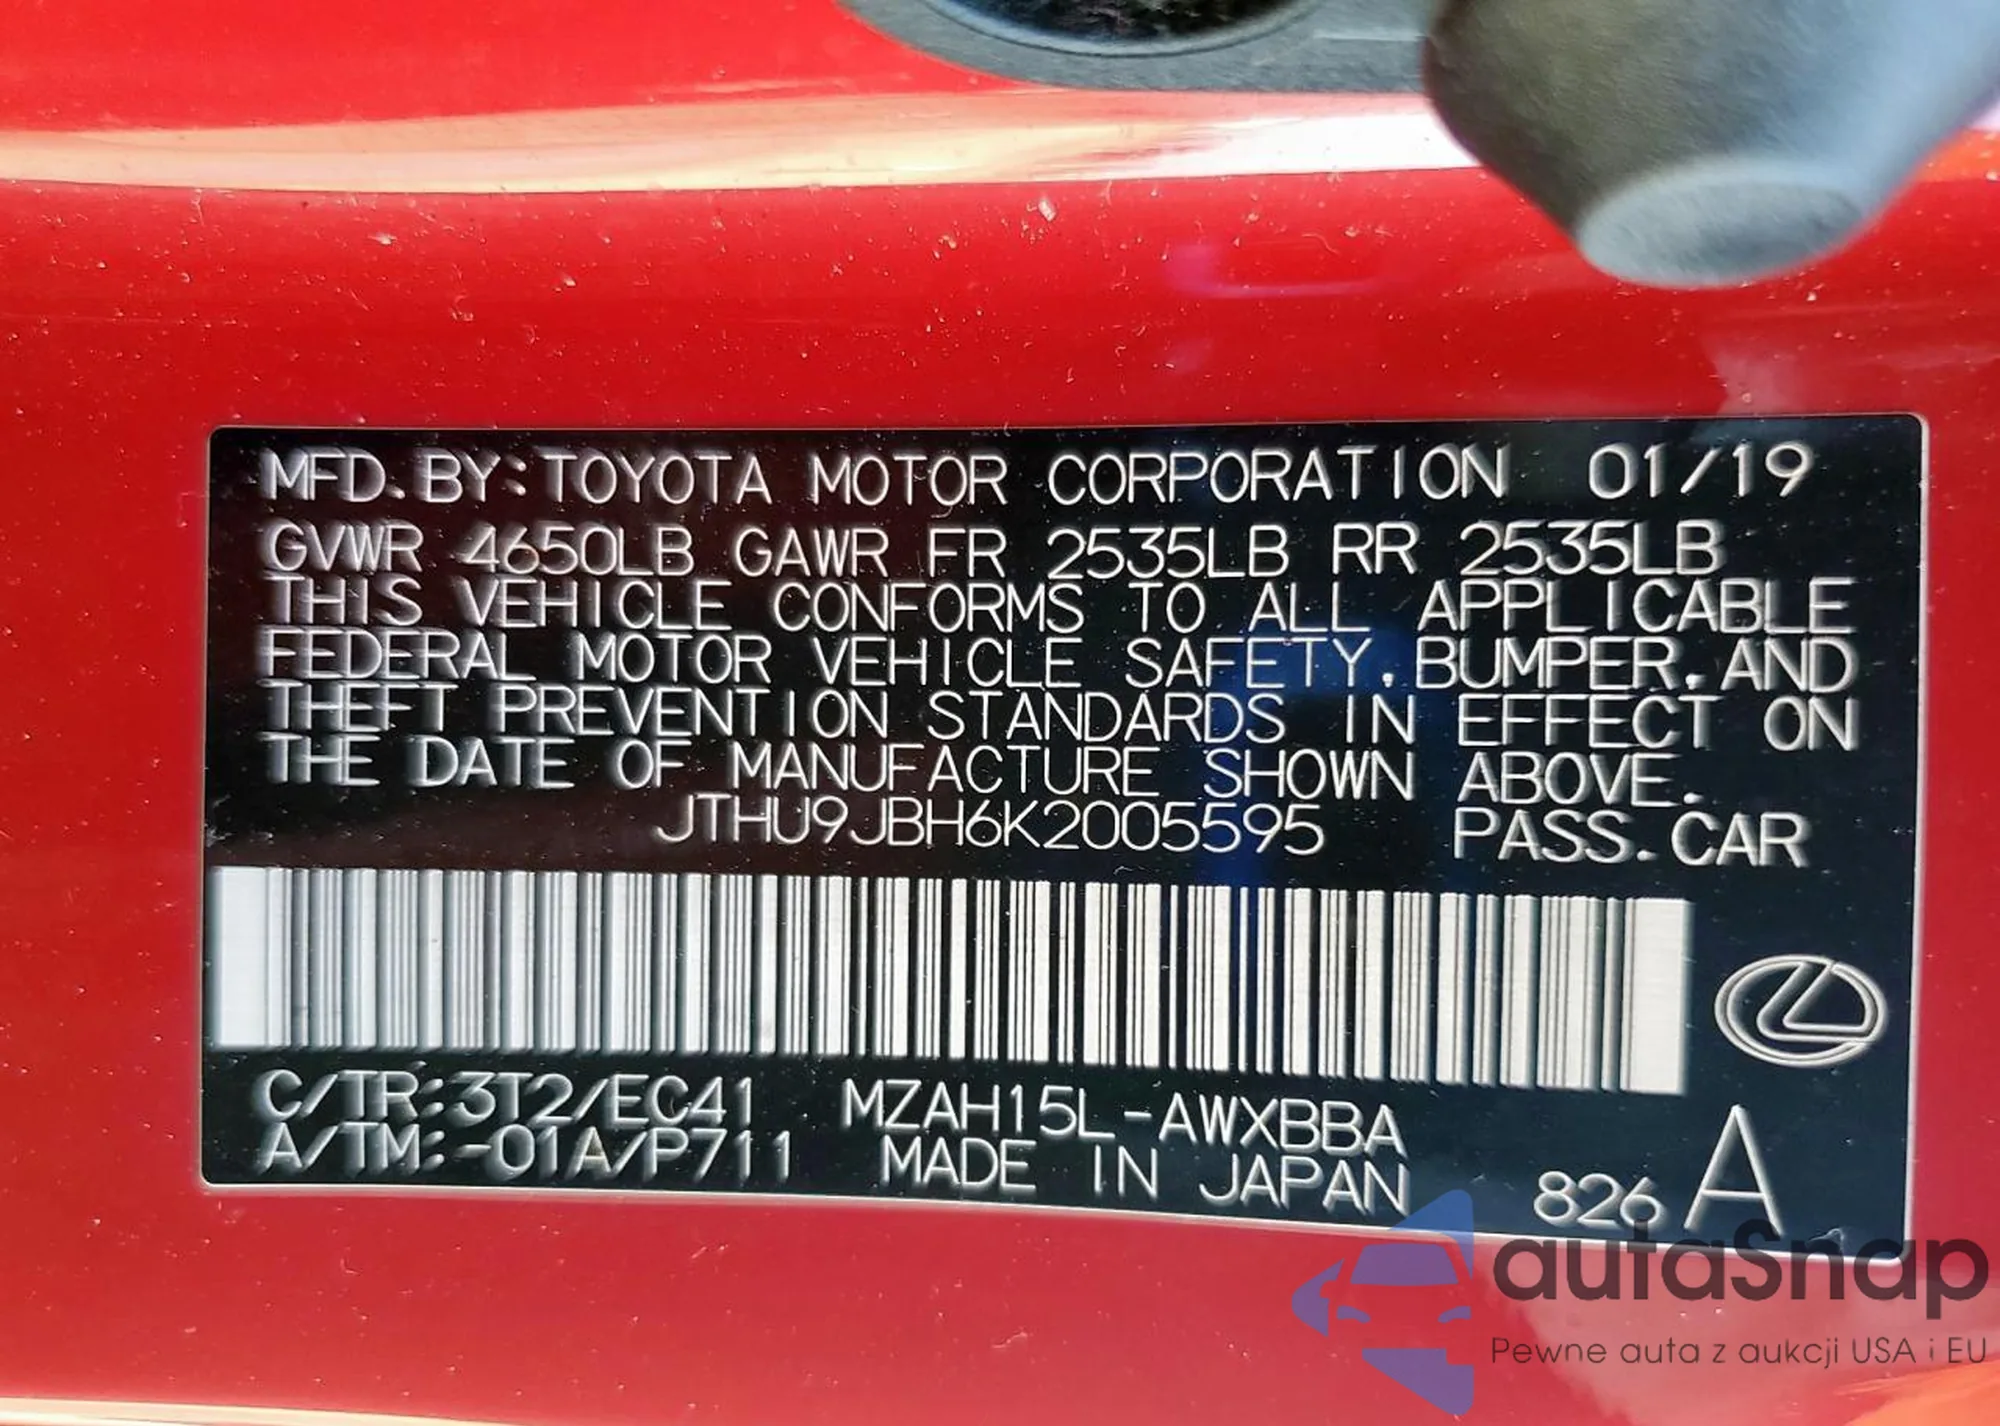 MFD.BY:TOYOTA MOTOR CORPORATION 01/19
GVWR 4650LB GAWR FR 2535LB RR 2535LB
THIS VEHICLE CONFORMS TO ALL APPLICABLE
FEDERAL MOTOR VEHICLE SAFETY,BUMPER,AND
THEFT PREVENTION STANDARDS IN EFFECT ON
THE DATE OF MANUFACTURE SHOWN ABOVE.
JTHU9JBH6K2005595 PASS.CAR
C/TR:3T2/EC41 MZAH15L-AWXBBA
A/TM:-01A/P711 MADE IN JAPAN 826 A
autaSnap
Pewne auta z aukcji USA i EU